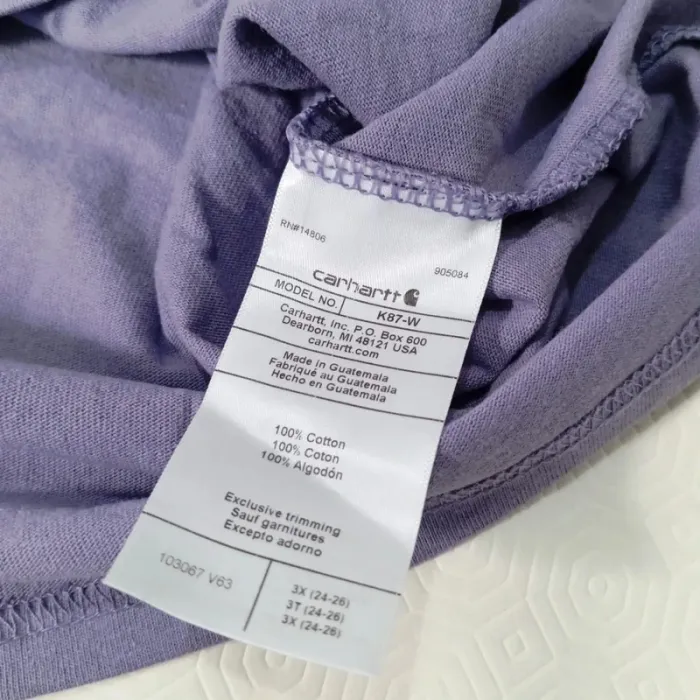 RN#14806
905084
carhartt
MODEL NO. K87-W
Carhartt, Inc. P.O. Box 600
Dearborn, MI 48121 USA
carhartt.com
Made in Guatemala
Fabriqué au Guatemala
Hecho en Guatemala
100% Cotton
100% Coton
100% Algodón
Exclusive trimming
Sauf garnitures
Excepto adorno
103067 V63
3X (24-26)
3T (24-26)
3X (24-26)